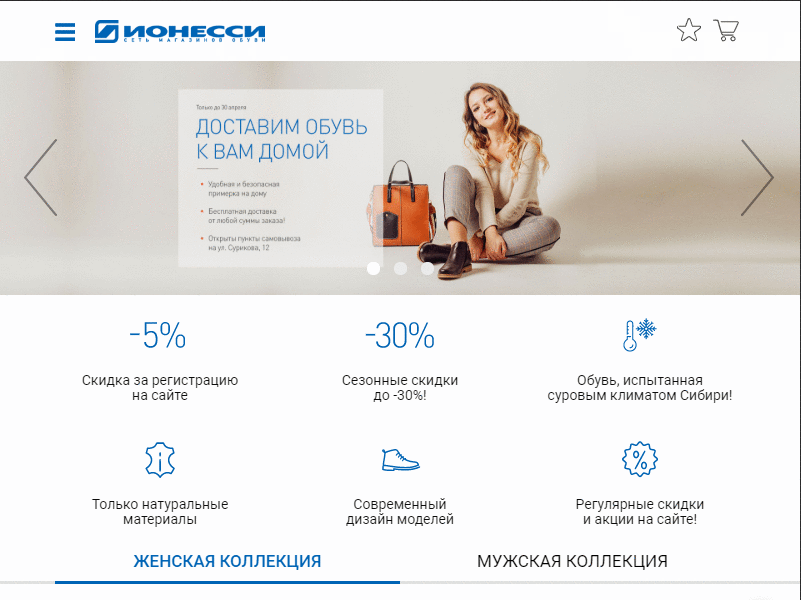 ИОНЕССИ
СЕТЬ МАГАЗИНОВ ОБУВИ
Только до 30 апреля
ДОСТАВИМ ОБУВЬ
К ВАМ ДОМОЙ
• Удобная и безопасная
примерка на дому
• Бесплатная доставка
от любой суммы заказа!
• Открыты пункты самовывоза
на ул. Сурикова, 12
-5%
Скидка за регистрацию
на сайте
-30%
Сезонные скидки
до -30%!
Обувь, испытанная
суровым климатом Сибири!
Только натуральные
материалы
Современный
дизайн моделей
%
Регулярные скидки
и акции на сайте!
ЖЕНСКАЯ КОЛЛЕКЦИЯ
МУЖСКАЯ КОЛЛЕКЦИЯ